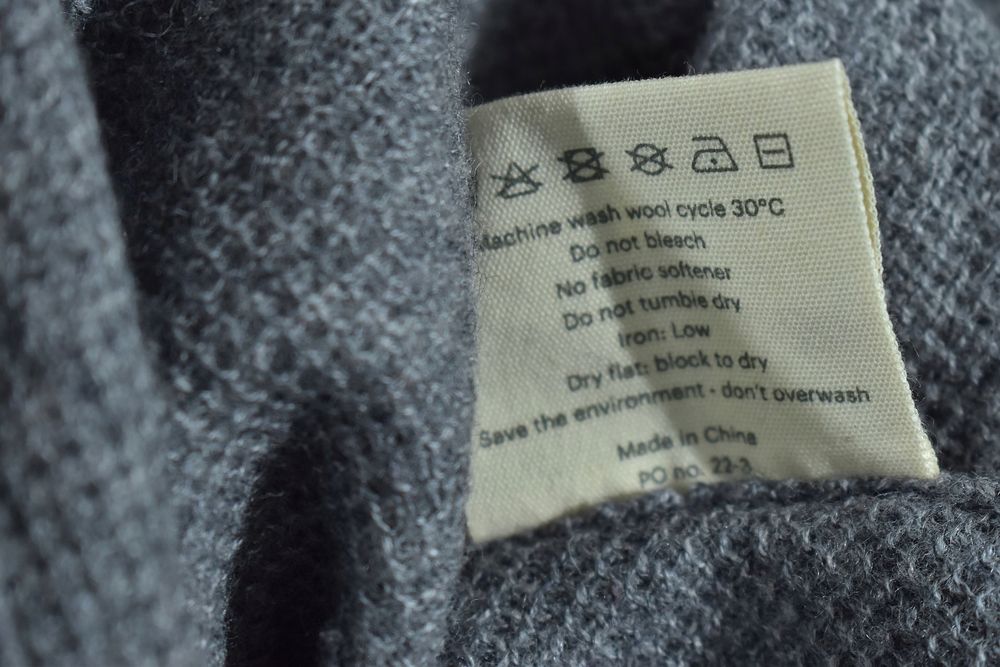 Machine wash wool cycle 30°C
Do not bleach
No fabric softener
Do not tumble dry
Iron: Low
Dry flat: block to dry
Save the environment - don't overwash
Made in China
PO no. 22-3